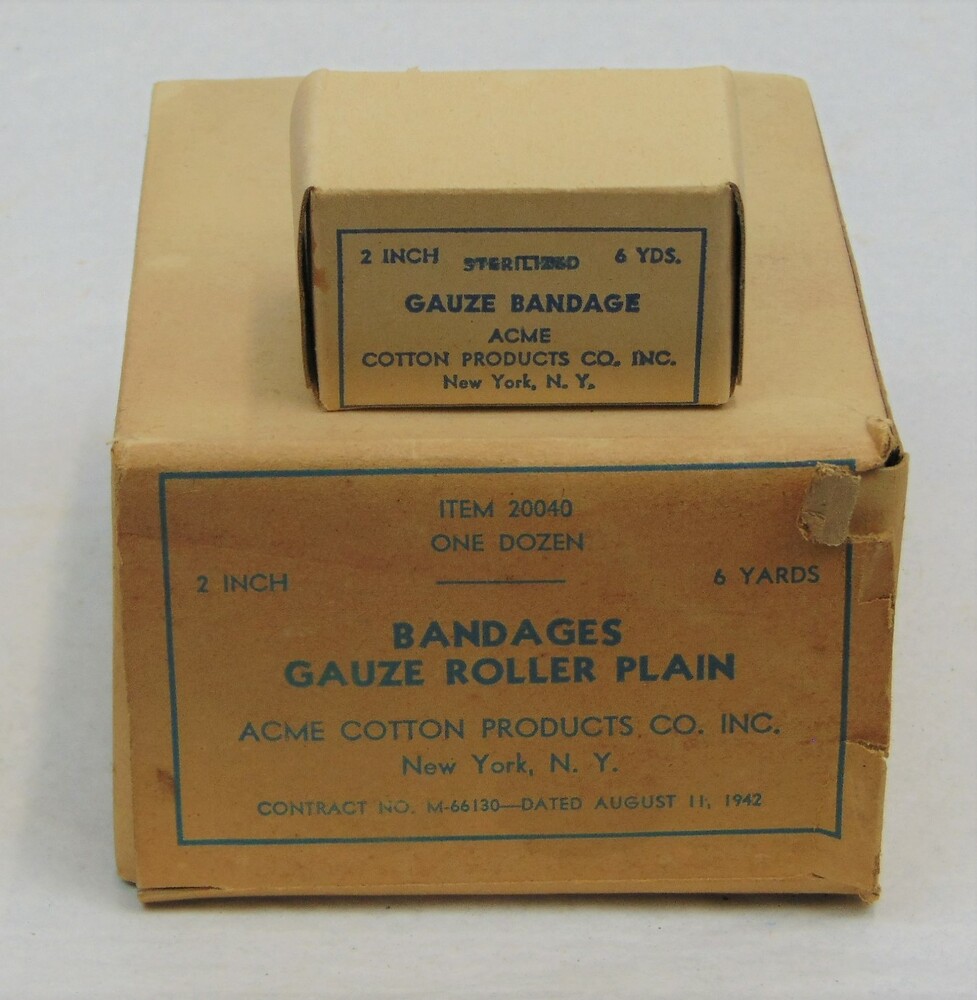 2 INCH STERILIZED 6 YDS.
GAUZE BANDAGE
ACME
COTTON PRODUCTS CO. INC.
New York, N. Y.
ITEM 20040
ONE DOZEN
2 INCH 6 YARDS
BANDAGES
GAUZE ROLLER PLAIN
ACME COTTON PRODUCTS CO. INC.
New York, N. Y.
CONTRACT NO. M-66130—DATED AUGUST 11, 1942